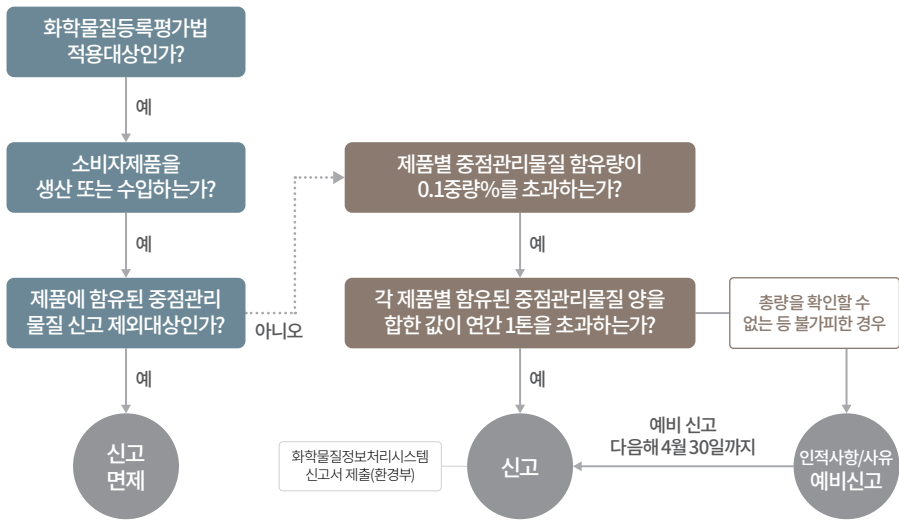 화학물질등록평가법
적용대상인가?
예
소비자제품을
생산 또는 수입하는가?
예
제품에 함유된 중점관리
물질 신고 제외대상인가?
아니오
예
신고
면제
제품별 중점관리물질 함유량이
0.1중량%를 초과하는가?
예
각 제품별 함유된 중점관리물질 양을
합한 값이 연간 1톤을 초과하는가?
예
총량을 확인할 수
없는 등 불가피한 경우
화학물질정보처리시스템
신고서 제출(환경부)
신고
예비 신고
다음해 4월 30일까지
인적사항/사유
예비신고